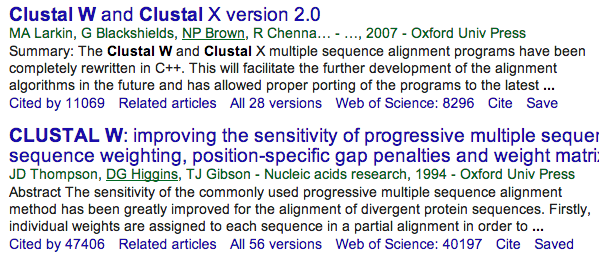 Clustal W and Clustal X version 2.0
MA Larkin, G Blackshields, NP Brown, R Chenna… - …, 2007 - Oxford Univ Press
Summary: The Clustal W and Clustal X multiple sequence alignment programs have been
completely rewritten in C++. This will facilitate the further development of the alignment
algorithms in the future and has allowed proper porting of the programs to the latest ...
Cited by 11069 Related articles All 28 versions Web of Science: 8296 Cite Save
CLUSTAL W: improving the sensitivity of progressive multiple sequen
sequence weighting, position-specific gap penalties and weight matri
JD Thompson, DG Higgins, TJ Gibson - Nucleic acids research, 1994 - Oxford Univ Press
Abstract The sensitivity of the commonly used progressive multiple sequence alignment
method has been greatly improved for the alignment of divergent protein sequences. Firstly,
individual weights are assigned to each sequence in a partial alignment in order to ...
Cited by 47406 Related articles All 56 versions Web of Science: 40197 Cite Saved